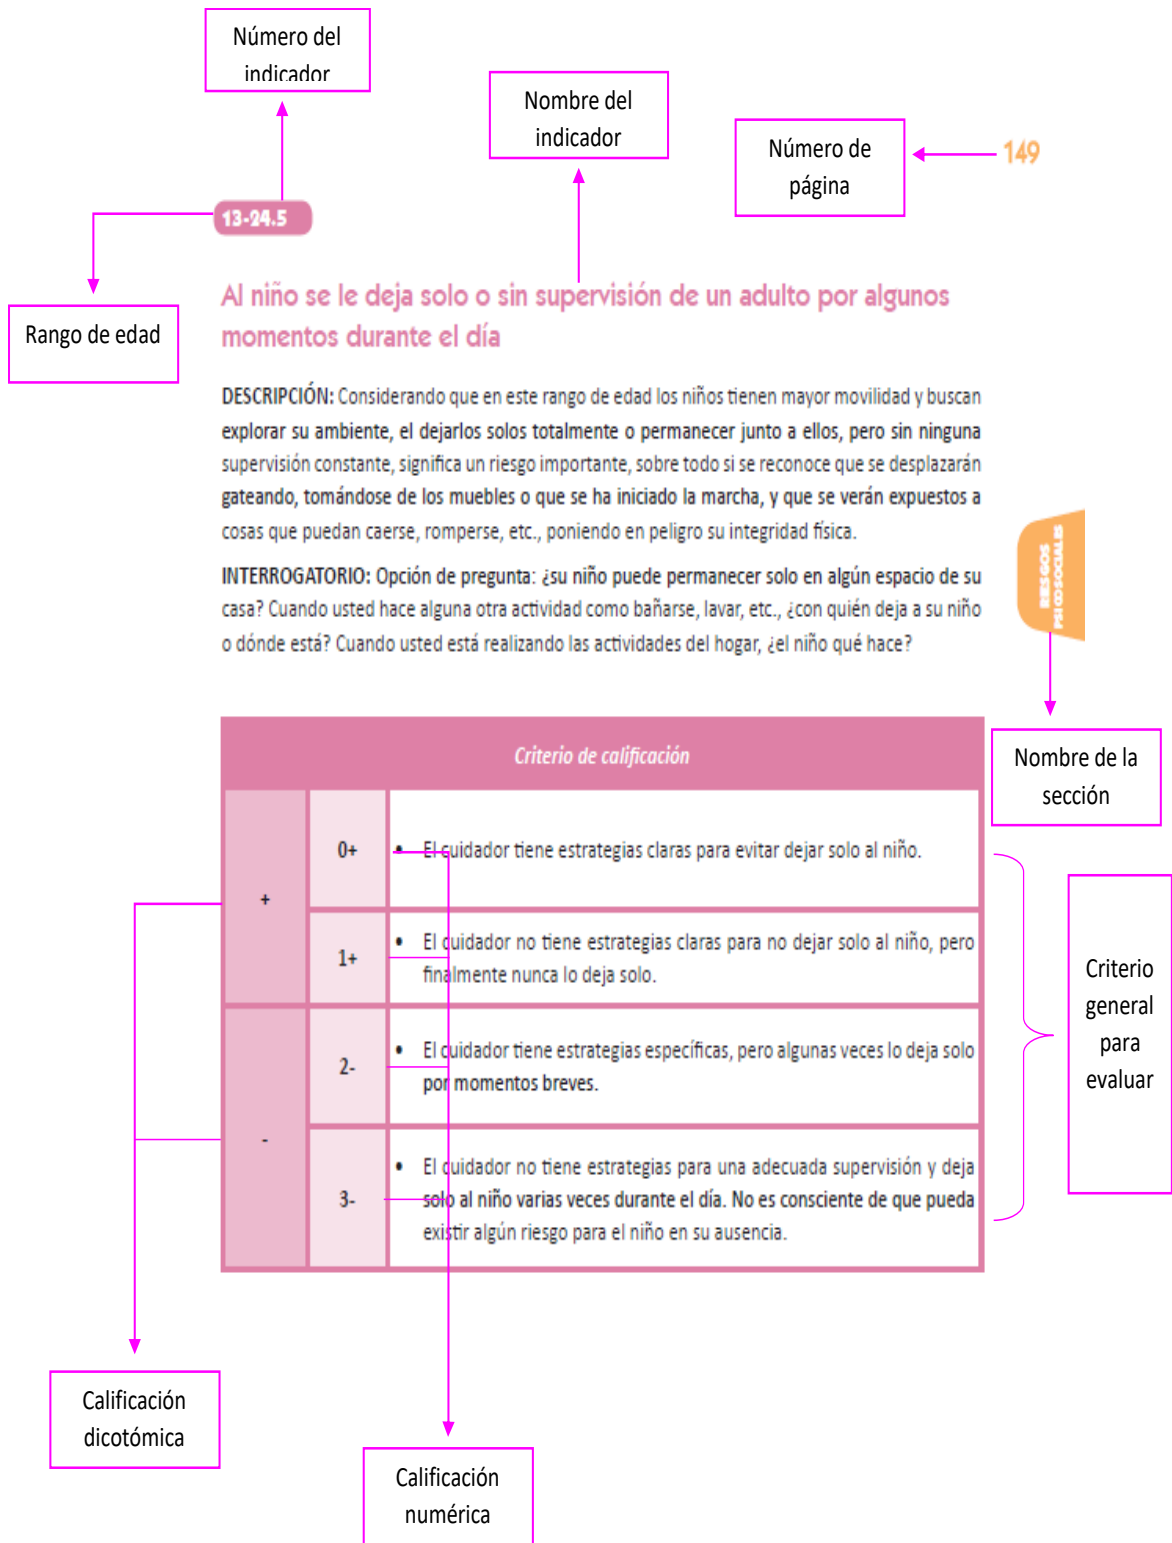 Número del
indicador
Nombre del
indicador
Número de
página
149
13-24.5
Rango de edad
Al niño se le deja solo o sin supervisión de un adulto por algunos
momentos durante el día
DESCRIPCIÓN: Considerando que en este rango de edad los niños tienen mayor movilidad y buscan
explorar su ambiente, el dejarlos solos totalmente o permanecer junto a ellos, pero sin ninguna
supervisión constante, significa un riesgo importante, sobre todo si se reconoce que se desplazarán
gateando, tomándose de los muebles o que se ha iniciado la marcha, y que se verán expuestos a
cosas que puedan caerse, romperse, etc., poniendo en peligro su integridad física.
RIESGOS
PSICOSOCIALES
INTERROGATORIO: Opción de pregunta: ¿su niño puede permanecer solo en algún espacio de su
casa? Cuando usted hace alguna otra actividad como bañarse, lavar, etc., ¿con quién deja a su niño
o dónde está? Cuando usted está realizando las actividades del hogar, ¿el niño qué hace?
Nombre de la
sección
Criterio de calificación
+
0+
• El cuidador tiene estrategias claras para evitar dejar solo al niño.
1+
• El cuidador no tiene estrategias claras para no dejar solo al niño, pero
finalmente nunca lo deja solo.
-
2-
• El cuidador tiene estrategias específicas, pero algunas veces lo deja solo
por momentos breves.
3-
• El cuidador no tiene estrategias para una adecuada supervisión y deja
solo al niño varias veces durante el día. No es consciente de que pueda
existir algún riesgo para el niño en su ausencia.
Criterio
general
para
evaluar
Calificación
dicotómica
Calificación
numérica